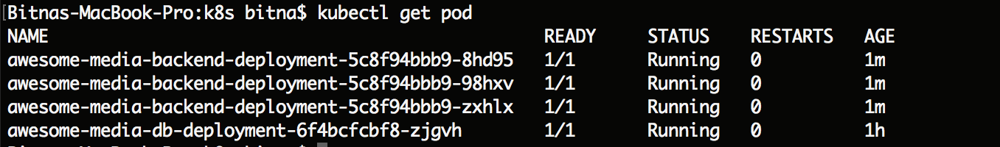 [Bitnas-MacBook-Pro:k8s bitna$ kubectl get pod
NAME READY STATUS RESTARTS AGE
awesome-media-backend-deployment-5c8f94bbb9-8hd95 1/1 Running 0 1m
awesome-media-backend-deployment-5c8f94bbb9-98hxv 1/1 Running 0 1m
awesome-media-backend-deployment-5c8f94bbb9-zxhlx 1/1 Running 0 1m
awesome-media-db-deployment-6f4bcfcbf8-zjgvh 1/1 Running 0 1h